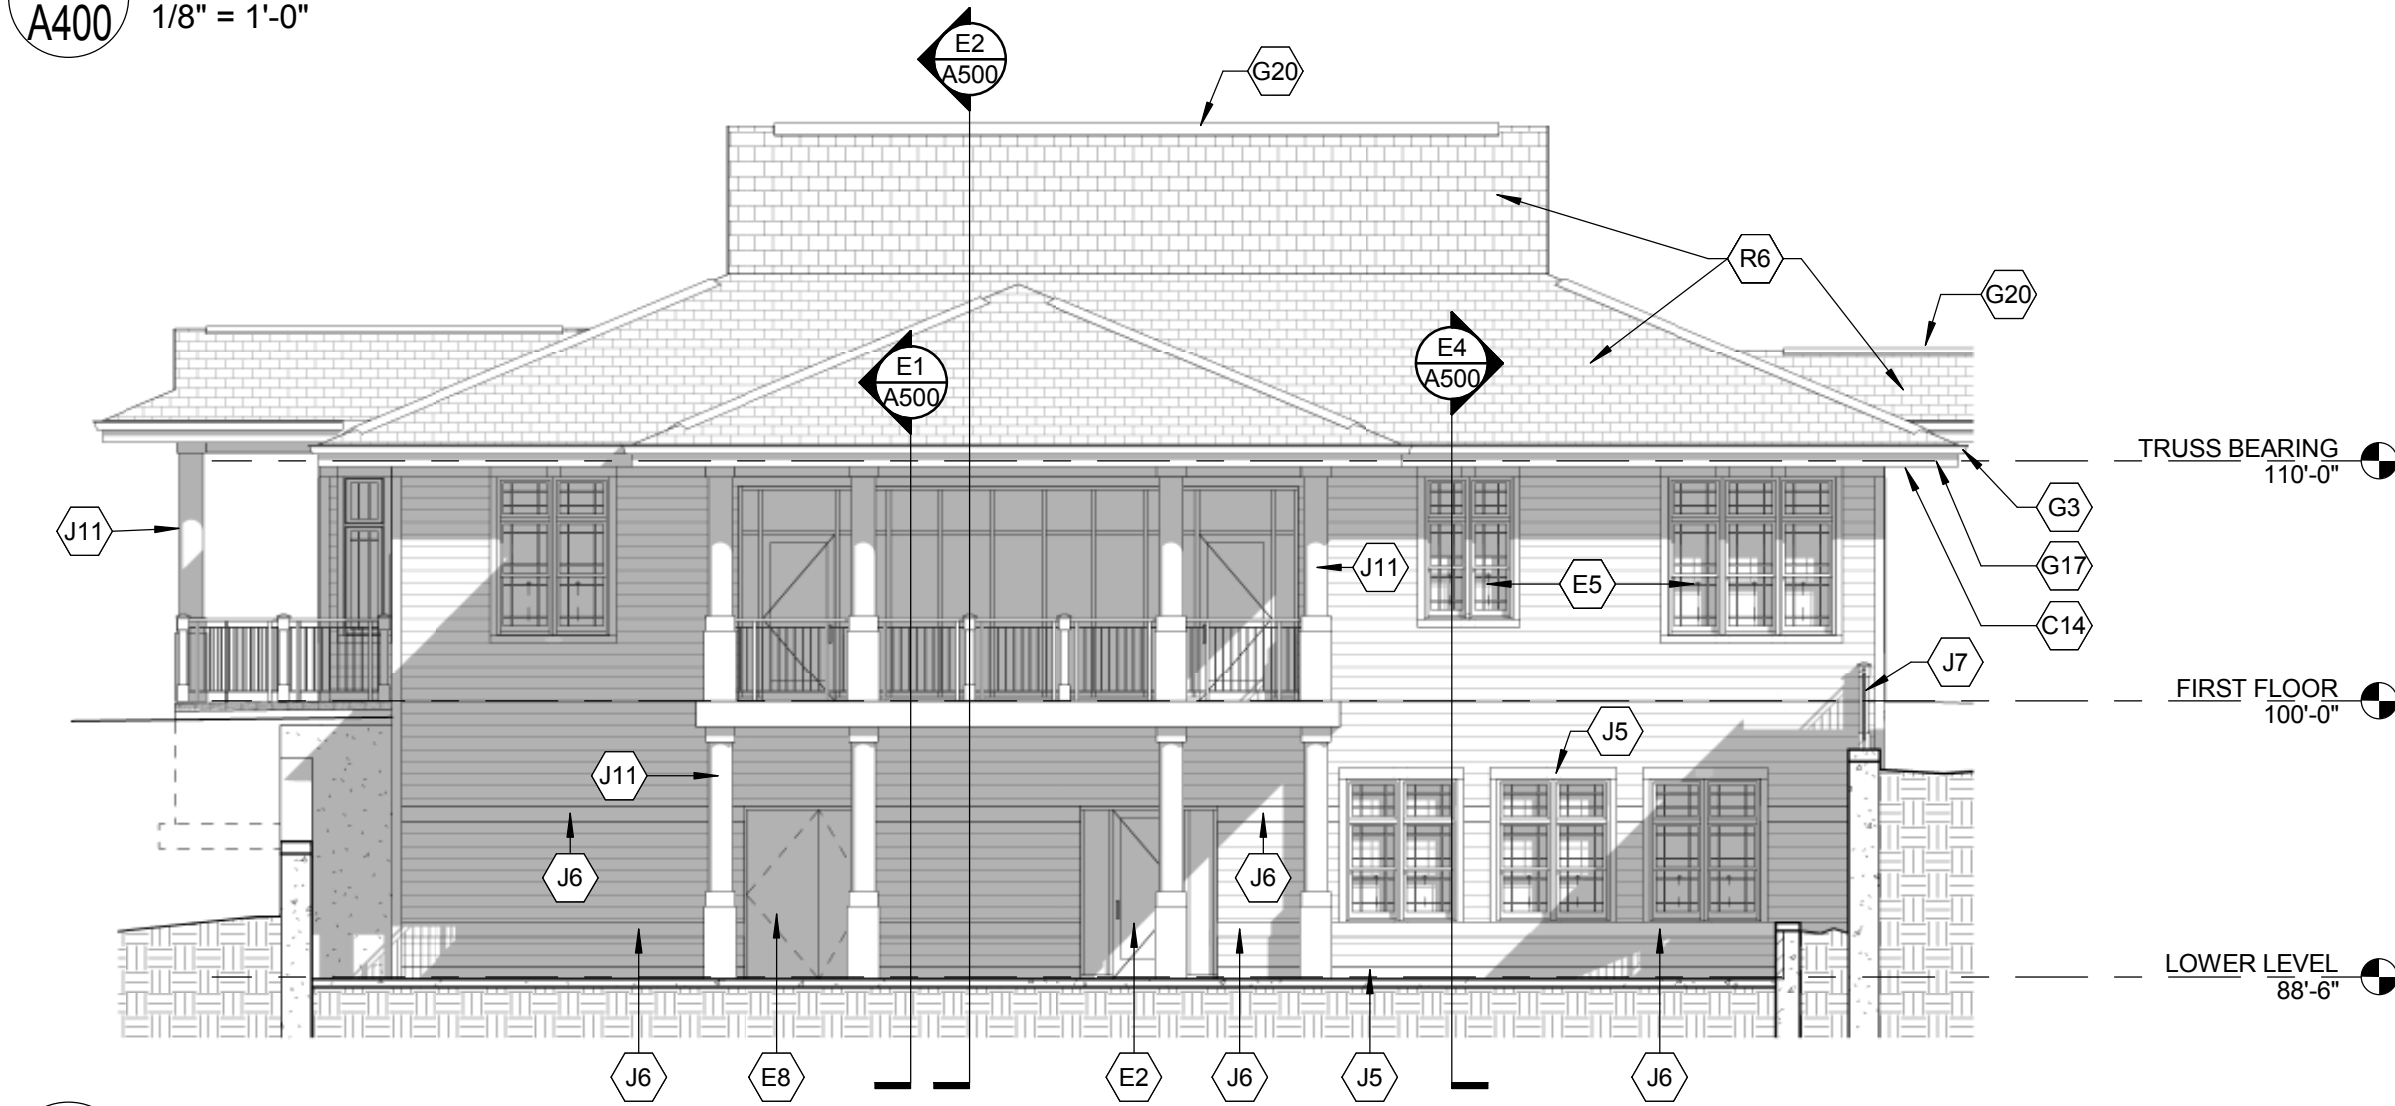 A400
1/8" = 1'-0"
E2
A500
G20
R6
G20
E1
A500
E4
A500
TRUSS BEARING
110'-0"
G3
J11
J11
E5
G17
C14
J7
FIRST FLOOR
100'-0"
J5
J11
J6
J6
LOWER LEVEL
88'-6"
J6
E8
E2
J6
J5
J6